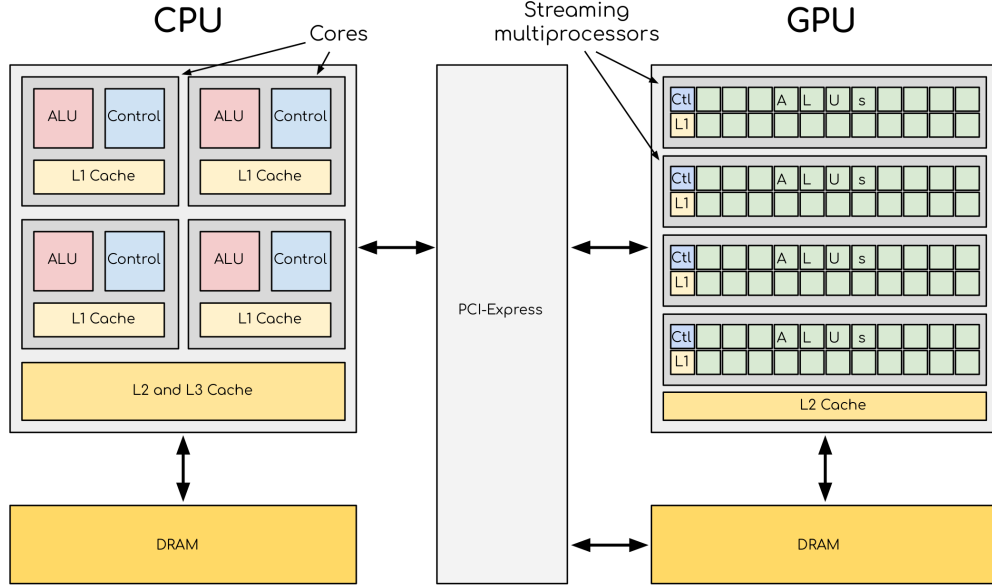 CPU
Cores
Streaming
multiprocessors
GPU
ALU
Control
L1 Cache
ALU
Control
L1 Cache
ALU
Control
L1 Cache
ALU
Control
L1 Cache
L2 and L3 Cache
DRAM
PCI-Express
Ctl A L U s
L1
Ctl A L U s
L1
Ctl A L U s
L1
Ctl A L U s
L1
L2 Cache
DRAM